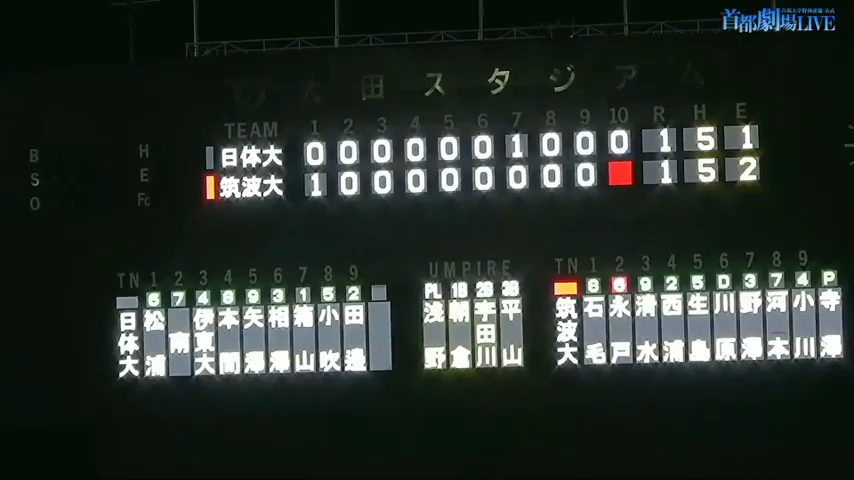 首都劇場LIVE
大田スタジアム
TEAM 1 2 3 4 5 6 7 8 9 10 R H E
日体大 0 0 0 0 0 0 1 0 0 0 1 5 1
筑波大 1 0 0 0 0 0 0 0 0 1 5 2
B
S
O
H
E
Fc
TN 1 2 3 4 5 6 7 8 9
6 7 4 8 9 3 1 5 2
日体大 松浦 南 伊東大 本間 矢澤 相澤 箱山 小吹 田邊
UMPIRE
PL 1B 2B 3B
浅野 朝倉 宇田川 平山
TN 1 2 3 4 5 6 7 8 9
8 6 9 2 5 D 3 7 4 P
筑波大 石毛 永戸 清水 西浦 生島 川原 野澤 河本 小川 寺澤